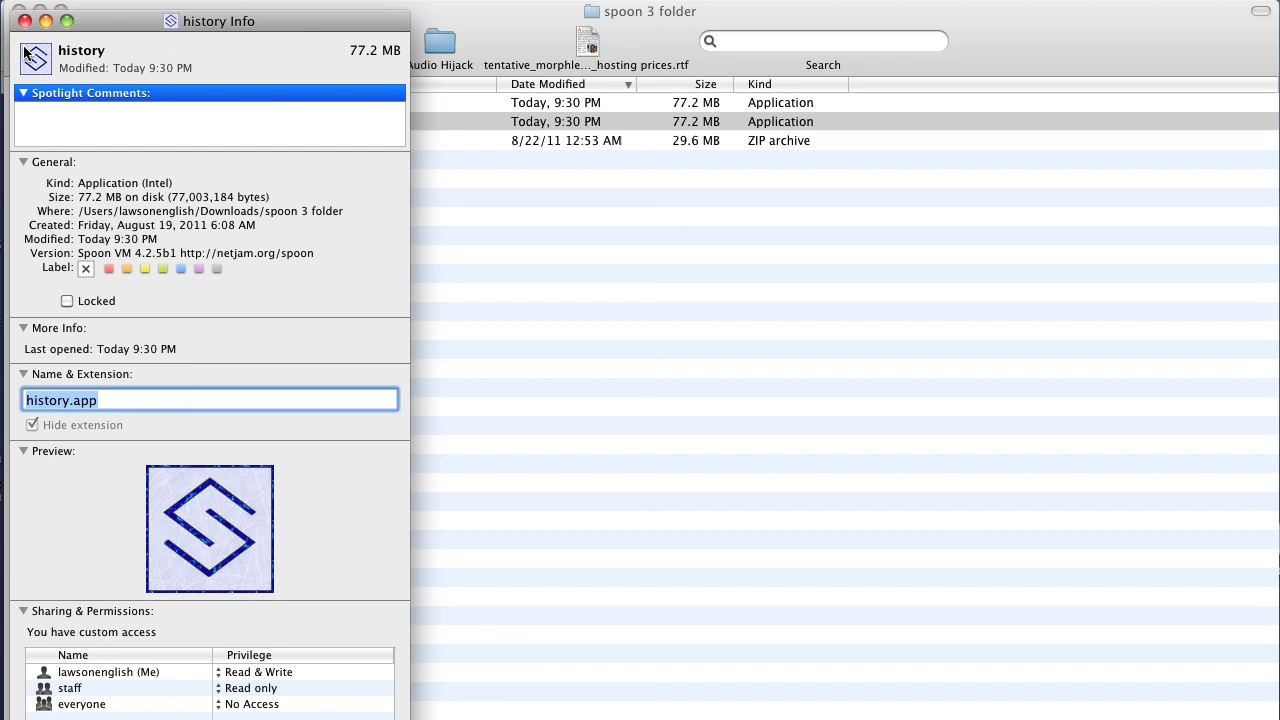 history Info
spoon 3 folder
history
77.2 MB
Modified: Today 9:30 PM
Audio Hijack
tentative_morphle..._hosting prices.rtf
Search
Spotlight Comments:
Date Modified
Size
Kind
Today, 9:30 PM
77.2 MB
Application
Today, 9:30 PM
77.2 MB
Application
8/22/11 12:53 AM
29.6 MB
ZIP archive
General:
Kind: Application (Intel)
Size: 77.2 MB on disk (77,003,184 bytes)
Where: /Users/lawsonenglish/Downloads/spoon 3 folder
Created: Friday, August 19, 2011 6:08 AM
Modified: Today 9:30 PM
Version: Spoon VM 4.2.5b1 http://netjam.org/spoon
Label:
Locked
More Info:
Last opened: Today 9:30 PM
Name & Extension:
history.app
Hide extension
Preview:
Sharing & Permissions:
You have custom access
Name
Privilege
lawsonenglish (Me)
Read & Write
staff
Read only
everyone
No Access